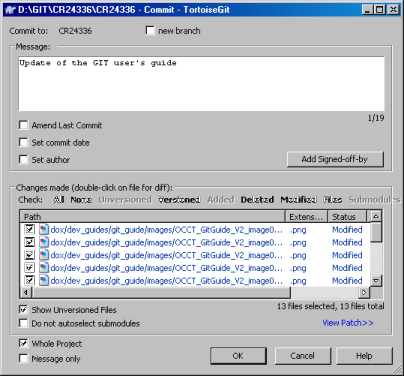 D:\GIT\CR24336\CR24336 - Commit - TortoiseGit
Commit to: CR24336 new branch
Message:
Update of the GIT user's guide
1/19
Amend Last Commit
Set commit date
Set author
Add Signed-off-by
Changes made (double-click on file for diff):
Check: All None Unversioned Versioned Added Deleted Modified Files Submodules
Path Extens... Status
dox/dev_guides/git_guide/images/OCCT_GitGuide_V2_image0... .png Modified
dox/dev_guides/git_guide/images/OCCT_GitGuide_V2_image0... .png Modified
dox/dev_guides/git_guide/images/OCCT_GitGuide_V2_image0... .png Modified
dox/dev_guides/git_guide/images/OCCT_GitGuide_V2_image0... .png Modified
dox/dev_guides/git_guide/images/OCCT_GitGuide_V2_image0... .png Modified
Show Unversioned Files 13 files selected, 13 files total
Do not autoselect submodules View Patch>>
Whole Project
Message only
OK Cancel Help